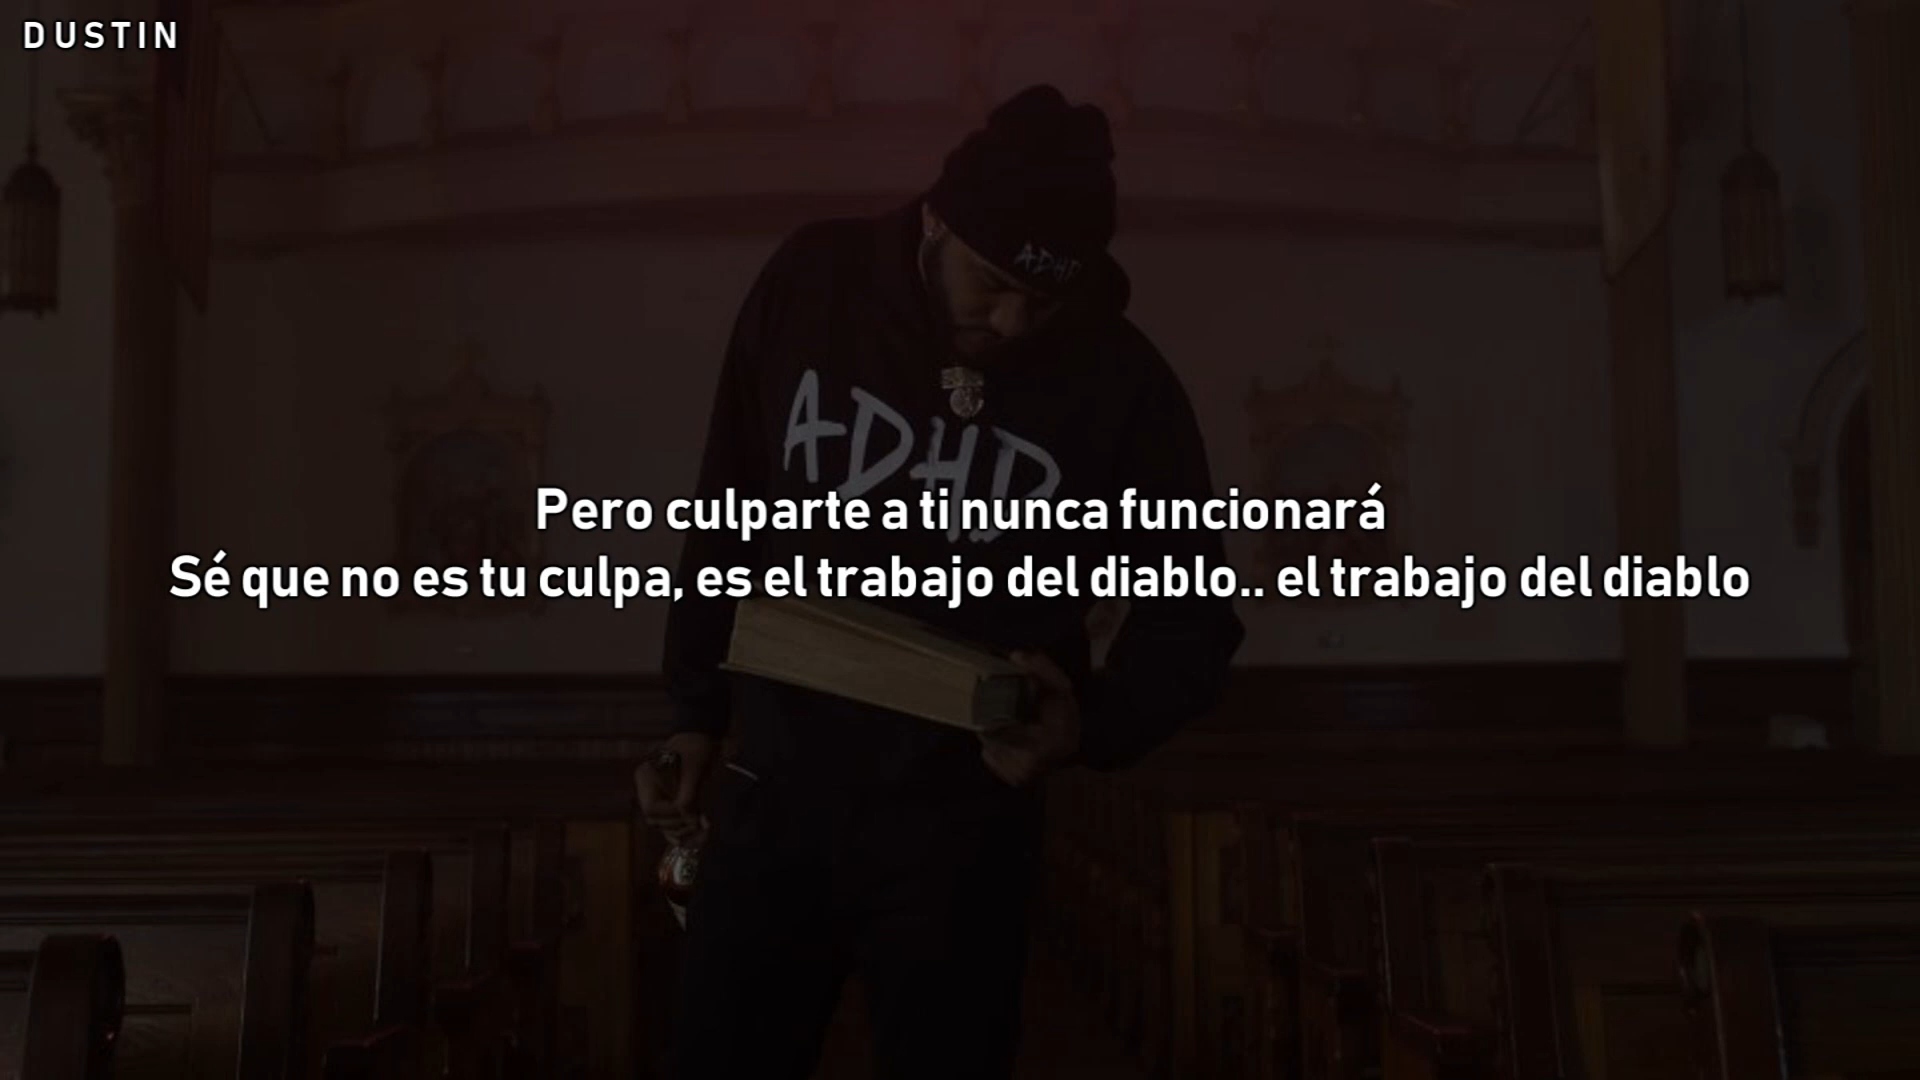 DUSTIN
ADHD
ADHD
Pero culparte a ti nunca funcionará
Sé que no es tu culpa, es el trabajo del diablo.. el trabajo del diablo